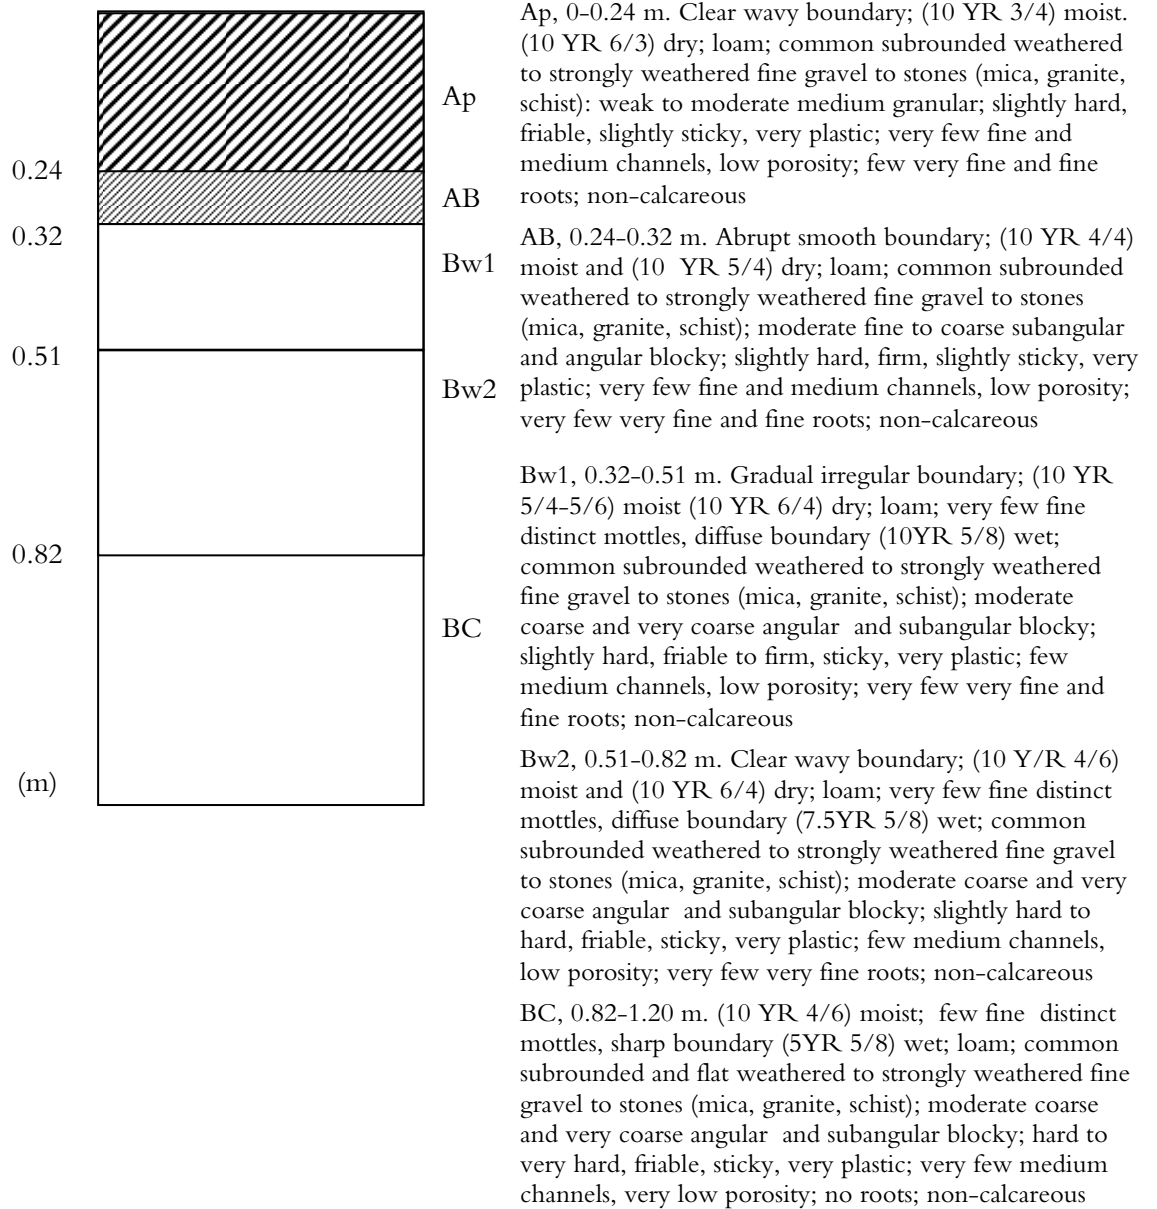 Ap
0.24
AB
0.32
Bw1
0.51
Bw2
0.82
BC
(m)
Ap, 0-0.24 m. Clear wavy boundary; (10 YR 3/4) moist.
(10 YR 6/3) dry; loam; common subrounded weathered
to strongly weathered fine gravel to stones (mica, granite,
schist): weak to moderate medium granular; slightly hard,
friable, slightly sticky, very plastic; very few fine and
medium channels, low porosity; few very fine and fine
roots; non-calcareous
AB, 0.24-0.32 m. Abrupt smooth boundary; (10 YR 4/4)
moist and (10 YR 5/4) dry; loam; common subrounded
weathered to strongly weathered fine gravel to stones
(mica, granite, schist); moderate fine to coarse subangular
and angular blocky; slightly hard, firm, slightly sticky, very
plastic; very few fine and medium channels, low porosity;
very few very fine and fine roots; non-calcareous
Bw1, 0.32-0.51 m. Gradual irregular boundary; (10 YR
5/4-5/6) moist (10 YR 6/4) dry; loam; very few fine
distinct mottles, diffuse boundary (10YR 5/8) wet;
common subrounded weathered to strongly weathered
fine gravel to stones (mica, granite, schist); moderate
coarse and very coarse angular and subangular blocky;
slightly hard, friable to firm, sticky, very plastic; few
medium channels, low porosity; very few very fine and
fine roots; non-calcareous
Bw2, 0.51-0.82 m. Clear wavy boundary; (10 Y/R 4/6)
moist and (10 YR 6/4) dry; loam; very few fine distinct
mottles, diffuse boundary (7.5YR 5/8) wet; common
subrounded weathered to strongly weathered fine gravel
to stones (mica, granite, schist); moderate coarse and very
coarse angular and subangular blocky; slightly hard to
hard, friable, sticky, very plastic; few medium channels,
low porosity; very few very fine roots; non-calcareous
BC, 0.82-1.20 m. (10 YR 4/6) moist; few fine distinct
mottles, sharp boundary (5YR 5/8) wet; loam; common
subrounded and flat weathered to strongly weathered fine
gravel to stones (mica, granite, schist); moderate coarse
and very coarse angular and subangular blocky; hard to
very hard, friable, sticky, very plastic; very few medium
channels, very low porosity; no roots; non-calcareous